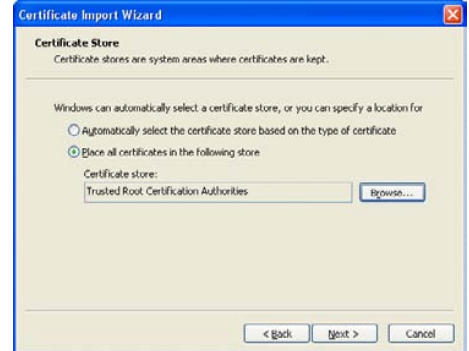 Certificate Import Wizard
Certificate Store
Certificate stores are system areas where certificates are kept.
Windows can automatically select a certificate store, or you can specify a location for
Automatically select the certificate store based on the type of certificate
Place all certificates in the following store
Certificate store:
Trusted Root Certification Authorities
Browse...
< Back
Next >
Cancel